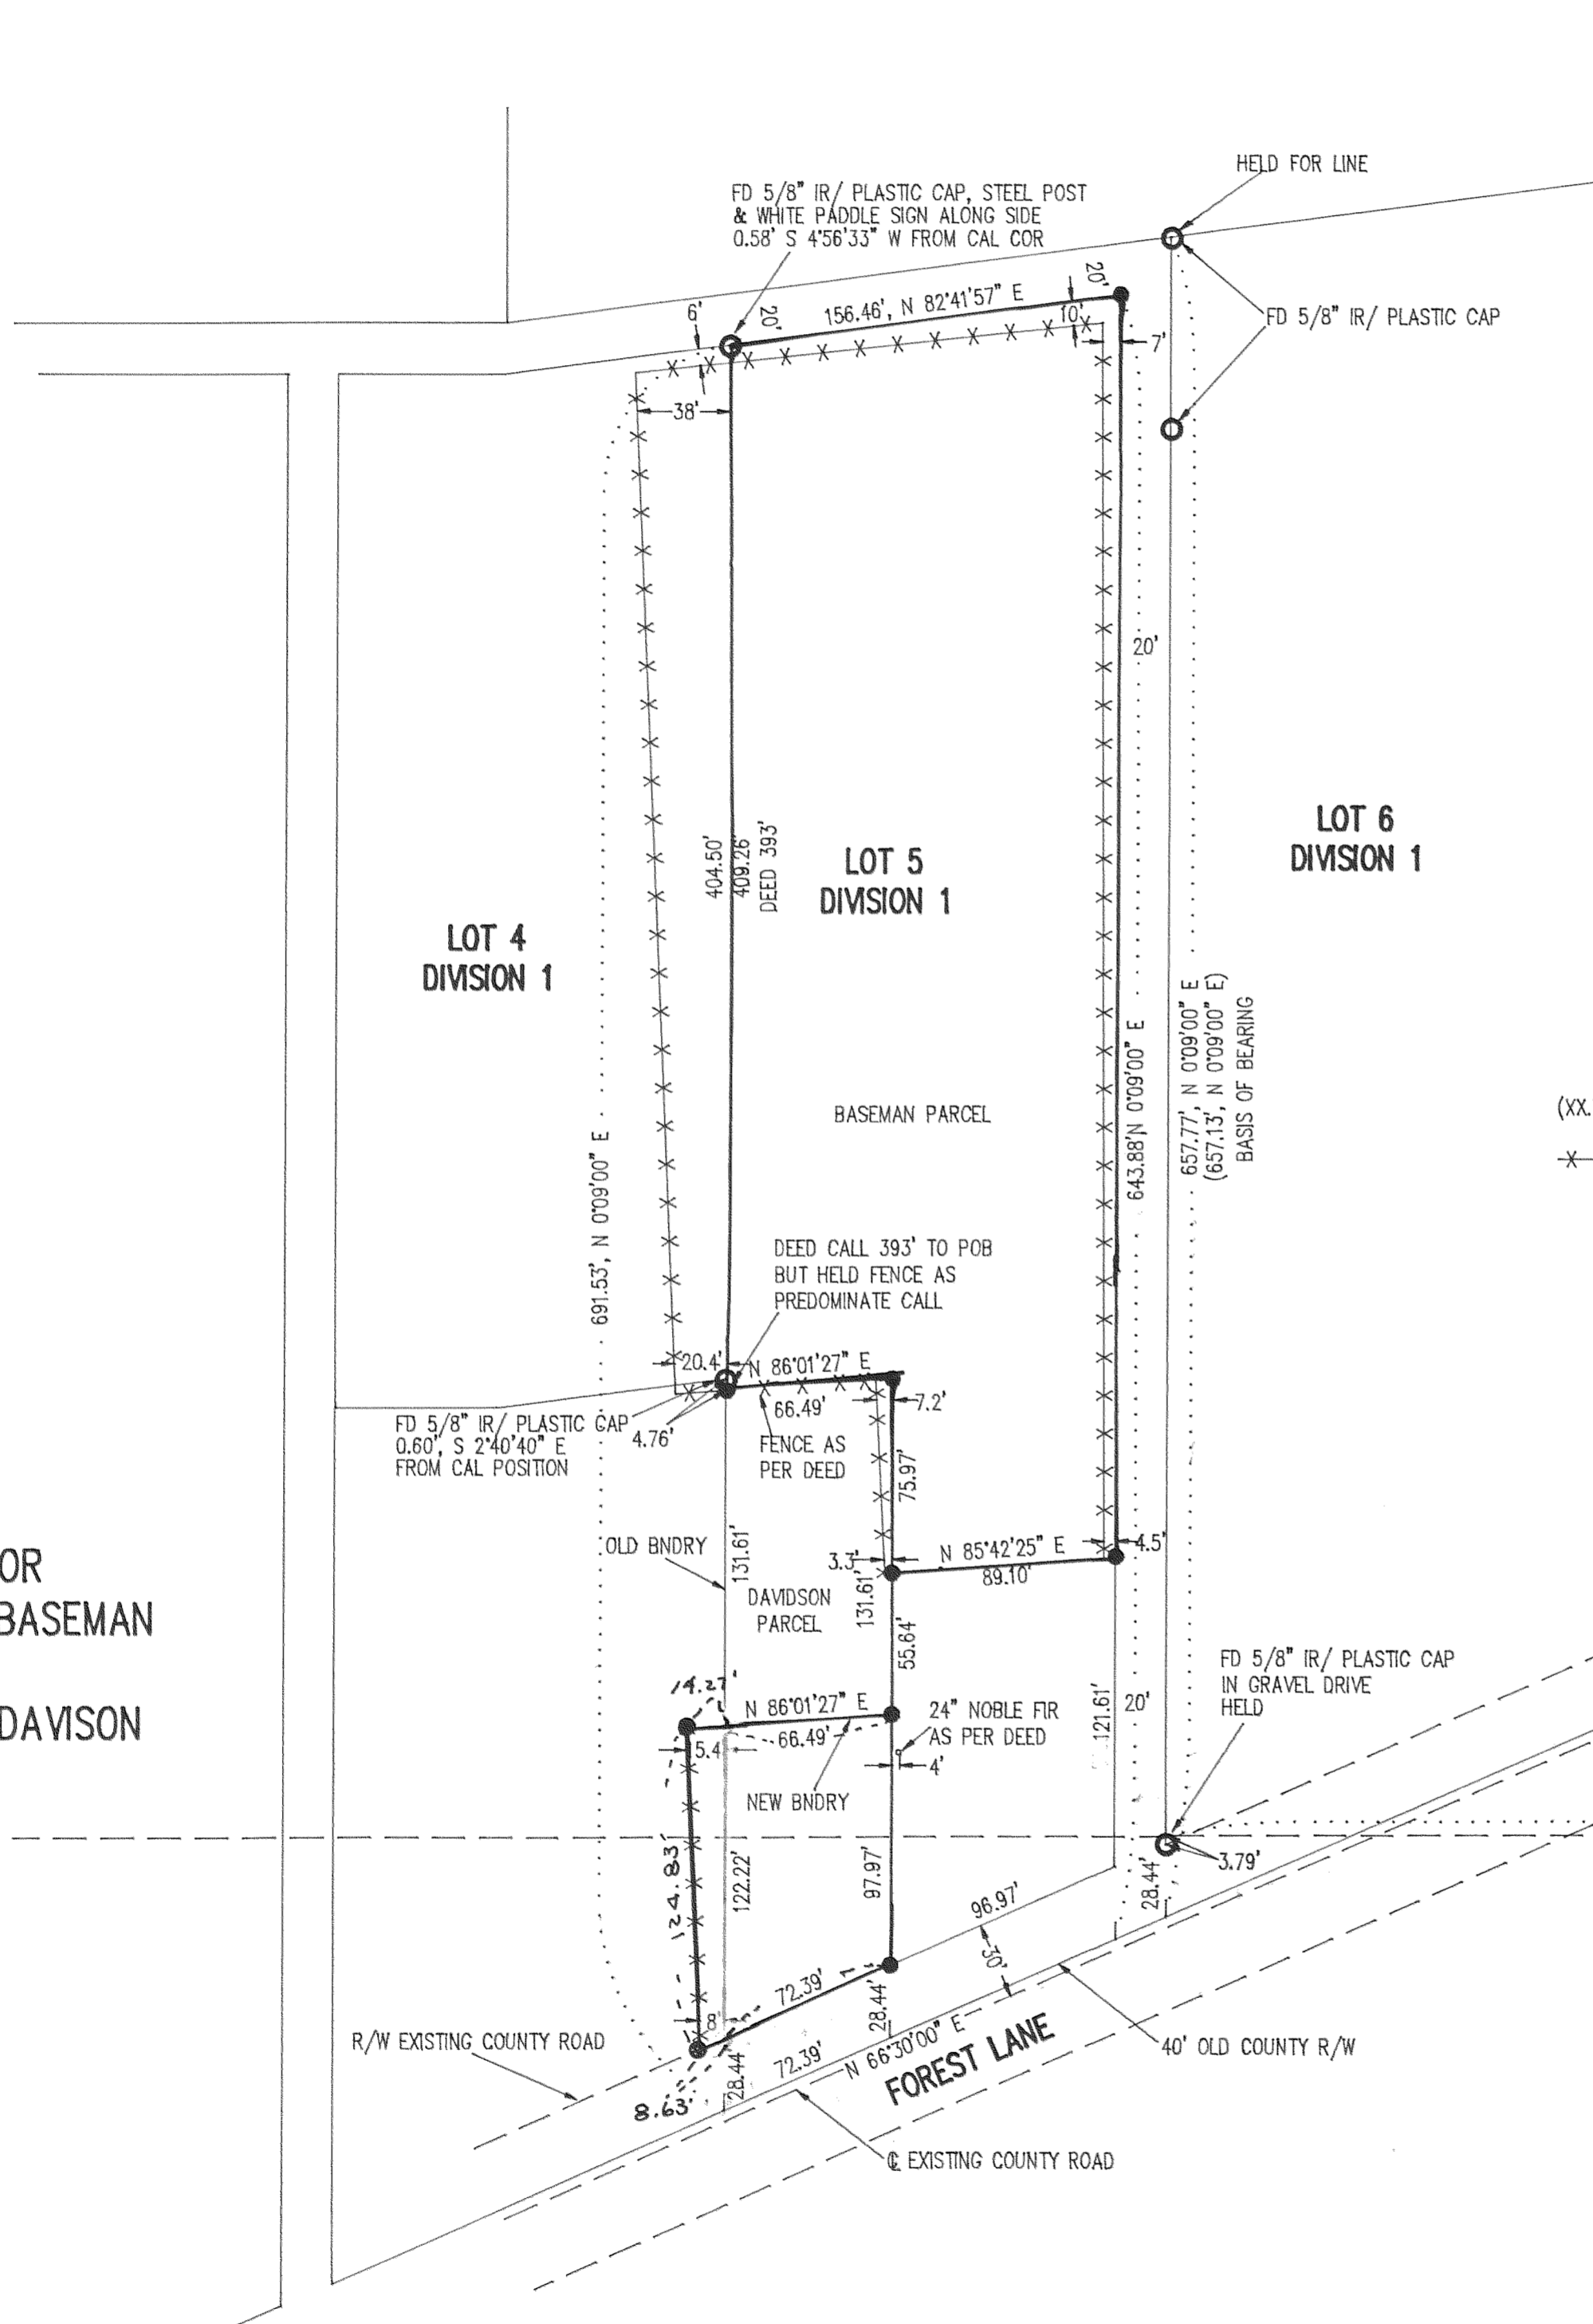 HELD FOR LINE
FD 5/8" IR/ PLASTIC CAP, STEEL POST
& WHITE PADDLE SIGN ALONG SIDE
0.58' S 4°56'33" W FROM CAL COR
20'
156.46', N 82°41'57" E
6'
20'
10'
FD 5/8" IR/ PLASTIC CAP
7'
38'
20'
LOT 6
DIVISION 1
404.50'
409.26'
DEED 393'
LOT 5
DIVISION 1
LOT 4
DIVISION 1
643.88' N 0°09'00" E
657.77', N 0°09'00" E
(657.13', N 0°09'00" E)
BASIS OF BEARING
(XX.
BASEMAN PARCEL
691.53', N 0°09'00" E
DEED CALL 393' TO POB
BUT HELD FENCE AS
PREDOMINATE CALL
20.4'
N 86°01'27" E
66.49'
7.2'
FD 5/8" IR/ PLASTIC CAP
0.60', S 2°40'40" E
FROM CAL POSITION
4.76'
FENCE AS
PER DEED
75.97'
OLD BNDRY
131.61'
3.3'
N 85°42'25" E
89.10'
4.5'
OR
BASEMAN
DAVISON
DAVIDSON
PARCEL
131.61'
55.64'
121.61'
20'
FD 5/8" IR/ PLASTIC CAP
IN GRAVEL DRIVE
HELD
14.27'
N 86°01'27" E
66.49'
5.4
24" NOBLE FIR
AS PER DEED
4'
NEW BNDRY
124.83'
122.22'
97.97'
3.79'
28.44'
96.97'
30'
72.39'
8'
28.44'
R/W EXISTING COUNTY ROAD
8.63'
28.44'
72.39'
N 66°30'00" E
FOREST LANE
40' OLD COUNTY R/W
℄ EXISTING COUNTY ROAD